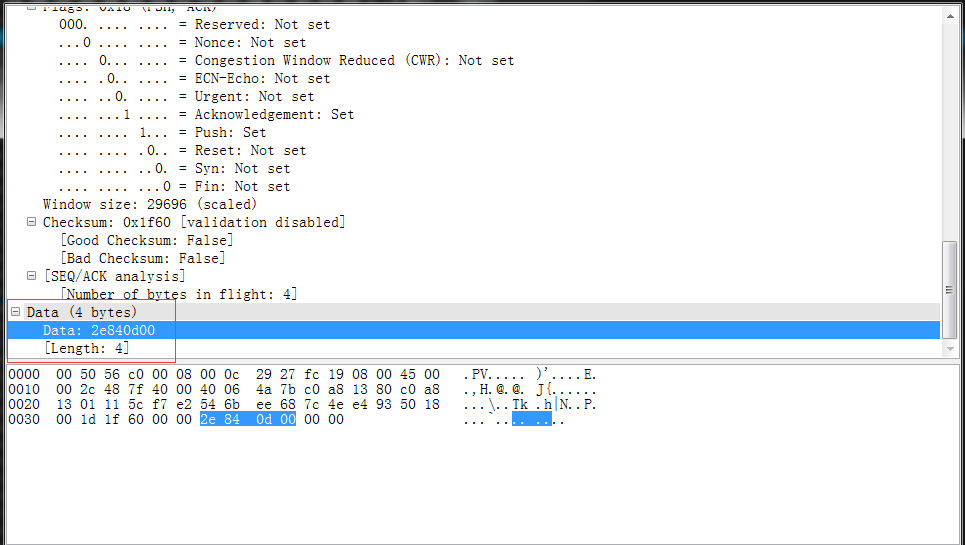 Flags: 0x18 (PSH, ACK)
000. .... .... = Reserved: Not set
...0 .... .... = Nonce: Not set
.... 0... .... = Congestion Window Reduced (CWR): Not set
.... .0.. .... = ECN-Echo: Not set
.... ..0. .... = Urgent: Not set
.... ...1 .... = Acknowledgement: Set
.... .... 1... = Push: Set
.... .... .0.. = Reset: Not set
.... .... ..0. = Syn: Not set
.... .... ...0 = Fin: Not set
Window size: 29696 (scaled)
Checksum: 0x1f60 [validation disabled]
[Good Checksum: False]
[Bad Checksum: False]
[SEQ/ACK analysis]
[Number of bytes in flight: 4]
Data (4 bytes)
Data: 2e840d00
[Length: 4]
0000 00 50 56 c0 00 08 00 0c 29 27 fc 19 08 00 45 00 .PV..... )'....E.
0010 00 2c 48 7f 40 00 40 06 4a 7b c0 a8 13 80 c0 a8 .,H.@.@. J{......
0020 13 01 11 5c f7 e2 54 6b ee 68 7c 4e e4 93 50 18 ...\..Tk .h|N..P.
0030 00 1d 1f 60 00 00 2e 84 0d 00 00 00 ...`.... ....